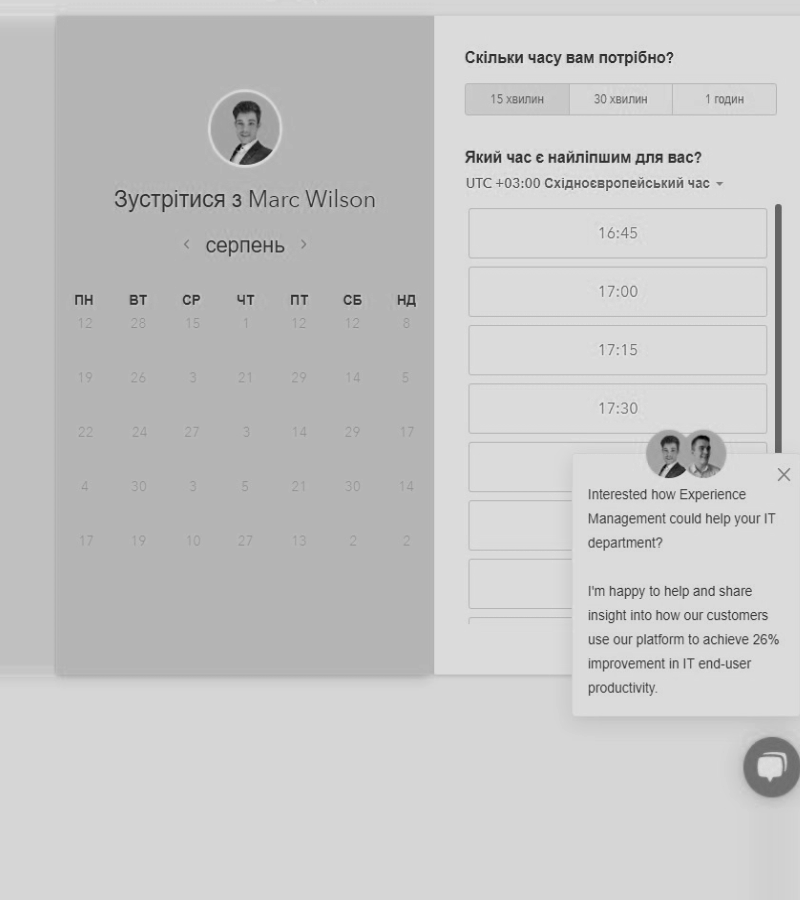 Зустрітися з Marc Wilson
серпень
ПН ВТ СР ЧТ ПТ СБ НД
12 28 15 1 12 12 8
19 26 3 21 29 14 5
22 24 27 3 14 29 17
4 30 3 5 21 30 14
17 19 10 27 13 2 2
Скільки часу вам потрібно?
15 хвилин 30 хвилин 1 годин
Який час є найліпшим для вас?
UTC +03:00 Східноєвропейський час
16:45
17:00
17:15
17:30
Interested how Experience
Management could help your IT
department?
I'm happy to help and share
insight into how our customers
use our platform to achieve 26%
improvement in IT end-user
productivity.